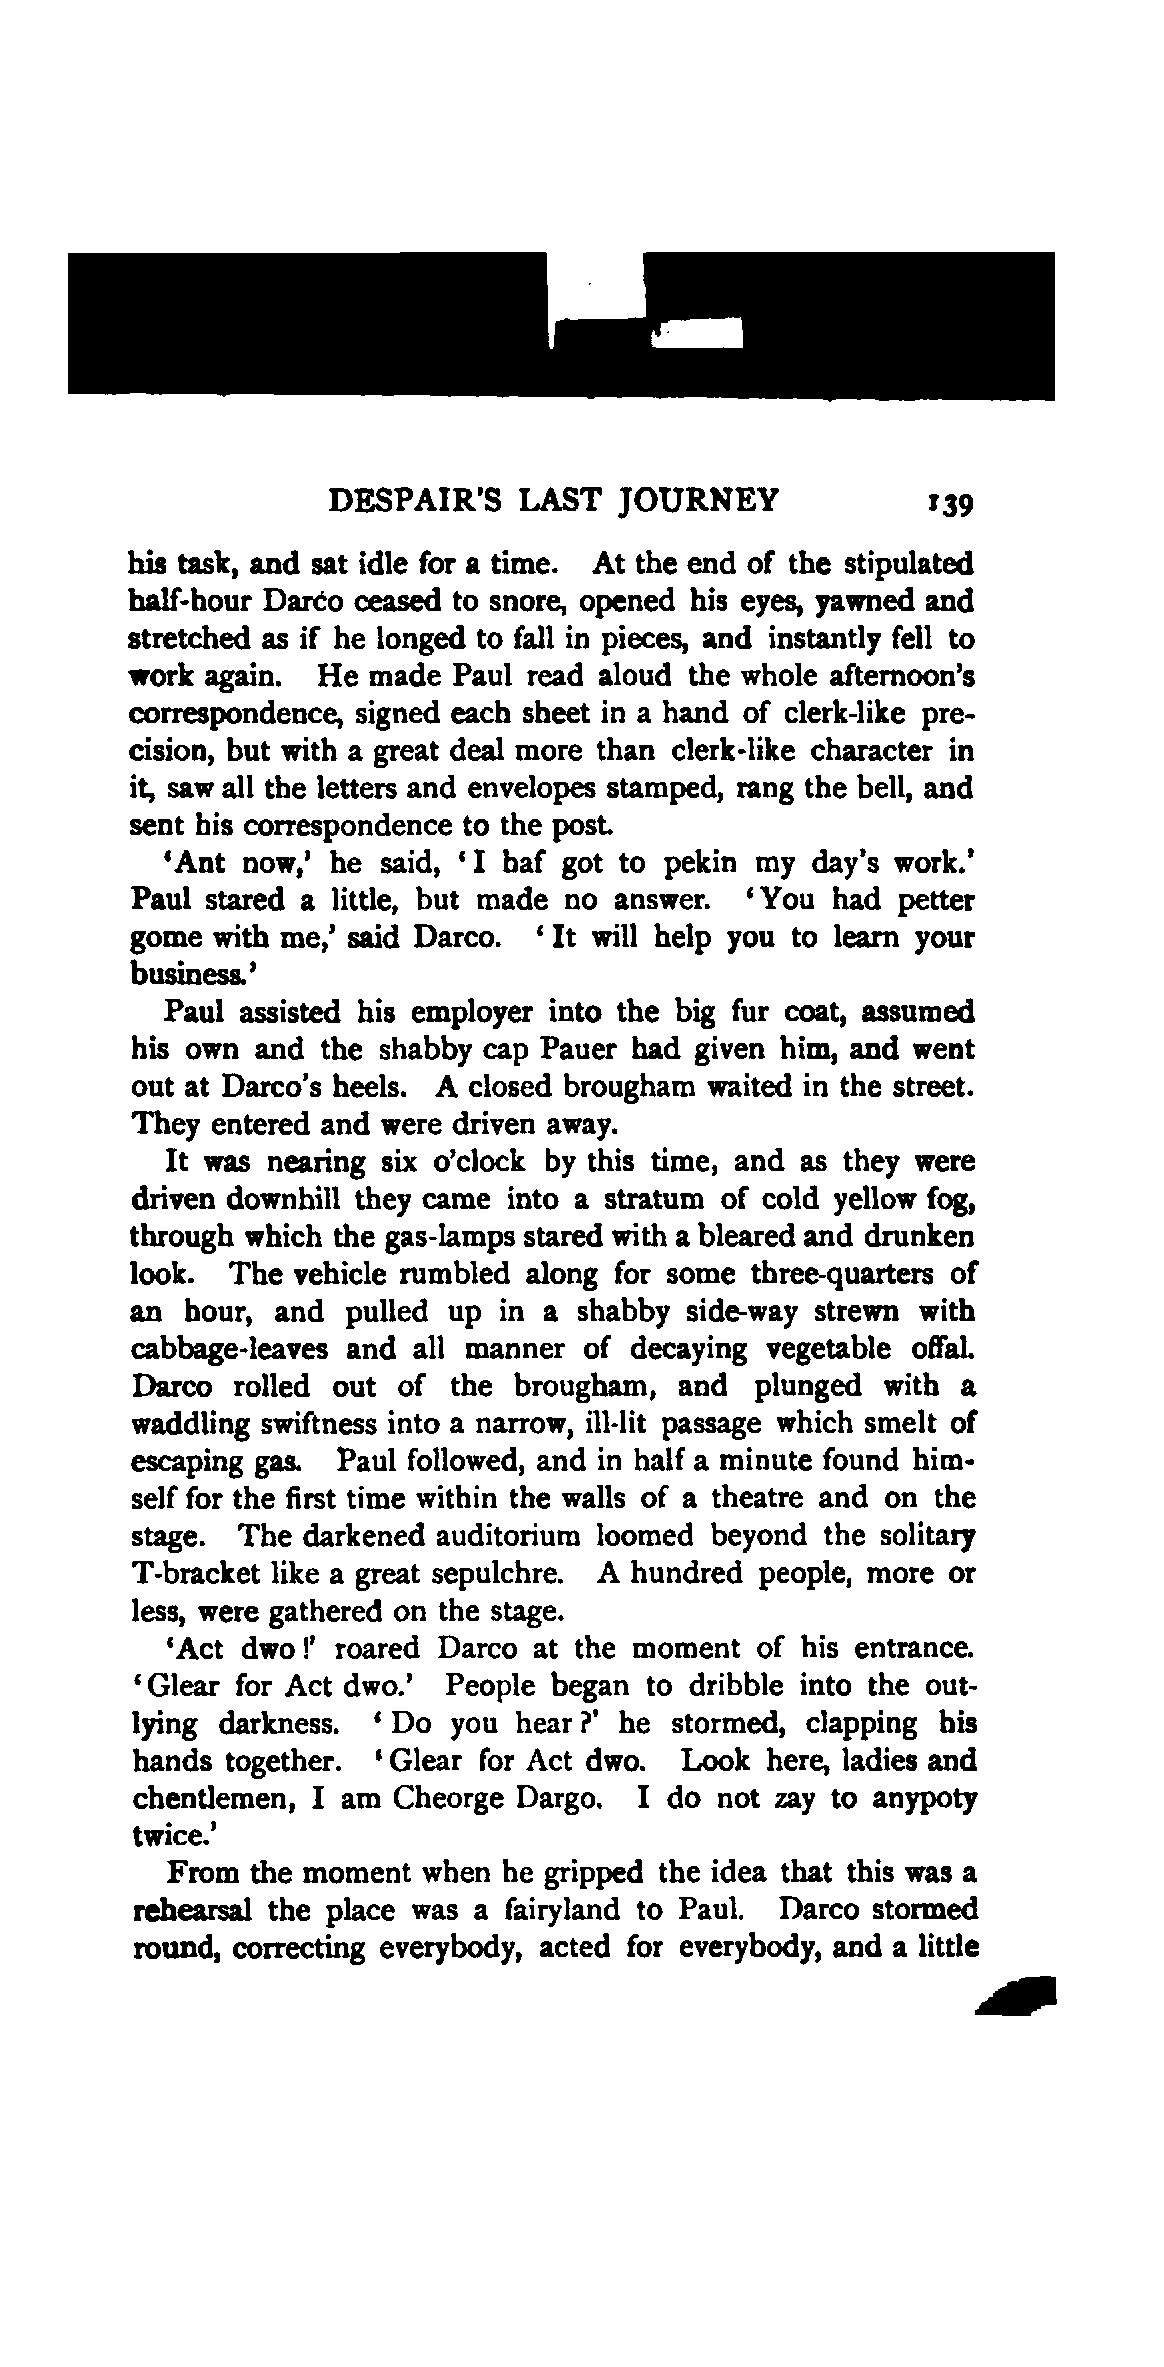 DESPAIR'S LAST JOURNEY 139
his task, and sat idle for a time. At the end of the stipulated
half-hour Darco ceased to snore, opened his eyes, yawned and
stretched as if he longed to fall in pieces, and instantly fell to
work again. He made Paul read aloud the whole afternoon's
correspondence, signed each sheet in a hand of clerk-like pre-
cision, but with a great deal more than clerk-like character in
it, saw all the letters and envelopes stamped, rang the bell, and
sent his correspondence to the post.
'Ant now,' he said, 'I haf got to pekin my day's work.'
Paul stared a little, but made no answer. 'You had petter
gome with me,' said Darco. 'It will help you to learn your
business.'
Paul assisted his employer into the big fur coat, assumed
his own and the shabby cap Pauer had given him, and went
out at Darco's heels. A closed brougham waited in the street.
They entered and were driven away.
It was nearing six o'clock by this time, and as they were
driven downhill they came into a stratum of cold yellow fog,
through which the gas-lamps stared with a bleared and drunken
look. The vehicle rumbled along for some three-quarters of
an hour, and pulled up in a shabby side-way strewn with
cabbage-leaves and all manner of decaying vegetable offal.
Darco rolled out of the brougham, and plunged with a
waddling swiftness into a narrow, ill-lit passage which smelt of
escaping gas. Paul followed, and in half a minute found him-
self for the first time within the walls of a theatre and on the
stage. The darkened auditorium loomed beyond the solitary
T-bracket like a great sepulchre. A hundred people, more or
less, were gathered on the stage.
'Act dwo!' roared Darco at the moment of his entrance.
'Glear for Act dwo.' People began to dribble into the out-
lying darkness. 'Do you hear?' he stormed, clapping his
hands together. 'Glear for Act dwo. Look here, ladies and
chentlemen, I am Cheorge Dargo. I do not zay to anypoty
twice.'
From the moment when he gripped the idea that this was a
rehearsal the place was a fairyland to Paul. Darco stormed
round, correcting everybody, acted for everybody, and a little